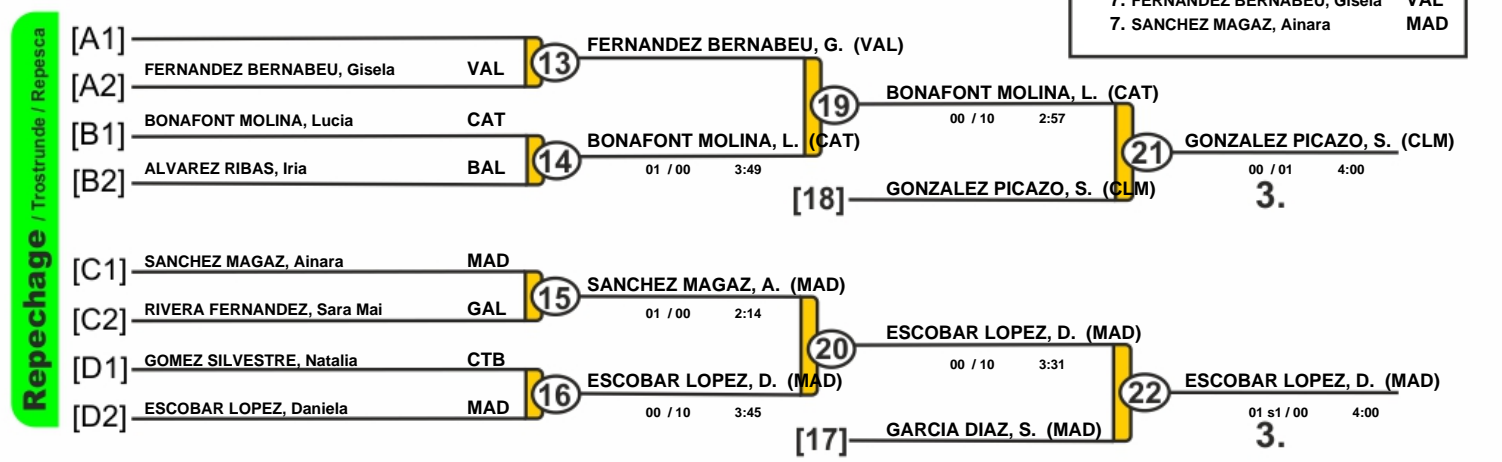 7. FERNANDEZ BERNABEU, Gisela VAL
7. SANCHEZ MAGAZ, Ainara MAD
Repechage / Trostrunde / Repesca
[A1]
FERNANDEZ BERNABEU, G. (VAL)
13
FERNANDEZ BERNABEU, Gisela VAL
[A2]
BONAFONT MOLINA, L. (CAT)
19
00 / 10 2:57
BONAFONT MOLINA, Lucia CAT
[B1]
BONAFONT MOLINA, L. (CAT)
14
01 / 00 3:49
ALVAREZ RIBAS, Iria BAL
[B2]
21
GONZALEZ PICAZO, S. (CLM)
00 / 01 4:00
3.
[18]
GONZALEZ PICAZO, S. (CLM)
[C1]
SANCHEZ MAGAZ, Ainara MAD
SANCHEZ MAGAZ, A. (MAD)
15
01 / 00 2:14
[C2]
RIVERA FERNANDEZ, Sara Mai GAL
ESCOBAR LOPEZ, D. (MAD)
20
00 / 10 3:31
[D1]
GOMEZ SILVESTRE, Natalia CTB
ESCOBAR LOPEZ, D. (MAD)
16
00 / 10 3:45
[D2]
ESCOBAR LOPEZ, Daniela MAD
22
ESCOBAR LOPEZ, D. (MAD)
01 s1 / 00 4:00
3.
[17]
GARCIA DIAZ, S. (MAD)